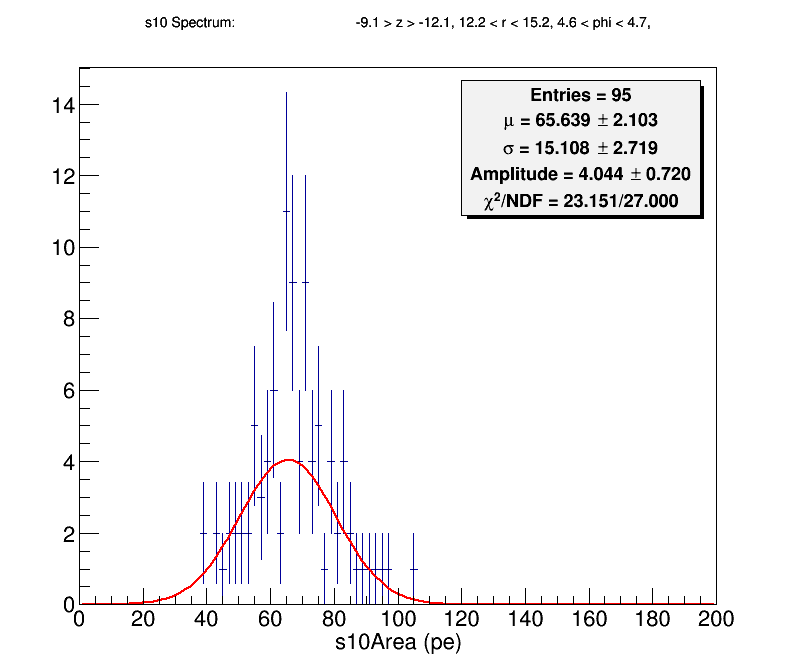 s10 Spectrum: -9.1 > z > -12.1, 12.2 < r < 15.2, 4.6 < phi < 4.7,
Entries = 95
μ = 65.639 ± 2.103
σ = 15.108 ± 2.719
Amplitude = 4.044 ± 0.720
χ²/NDF = 23.151/27.000
14
12
10
8
6
4
2
0
0 20 40 60 80 100 120 140 160 180 200
s10Area (pe)